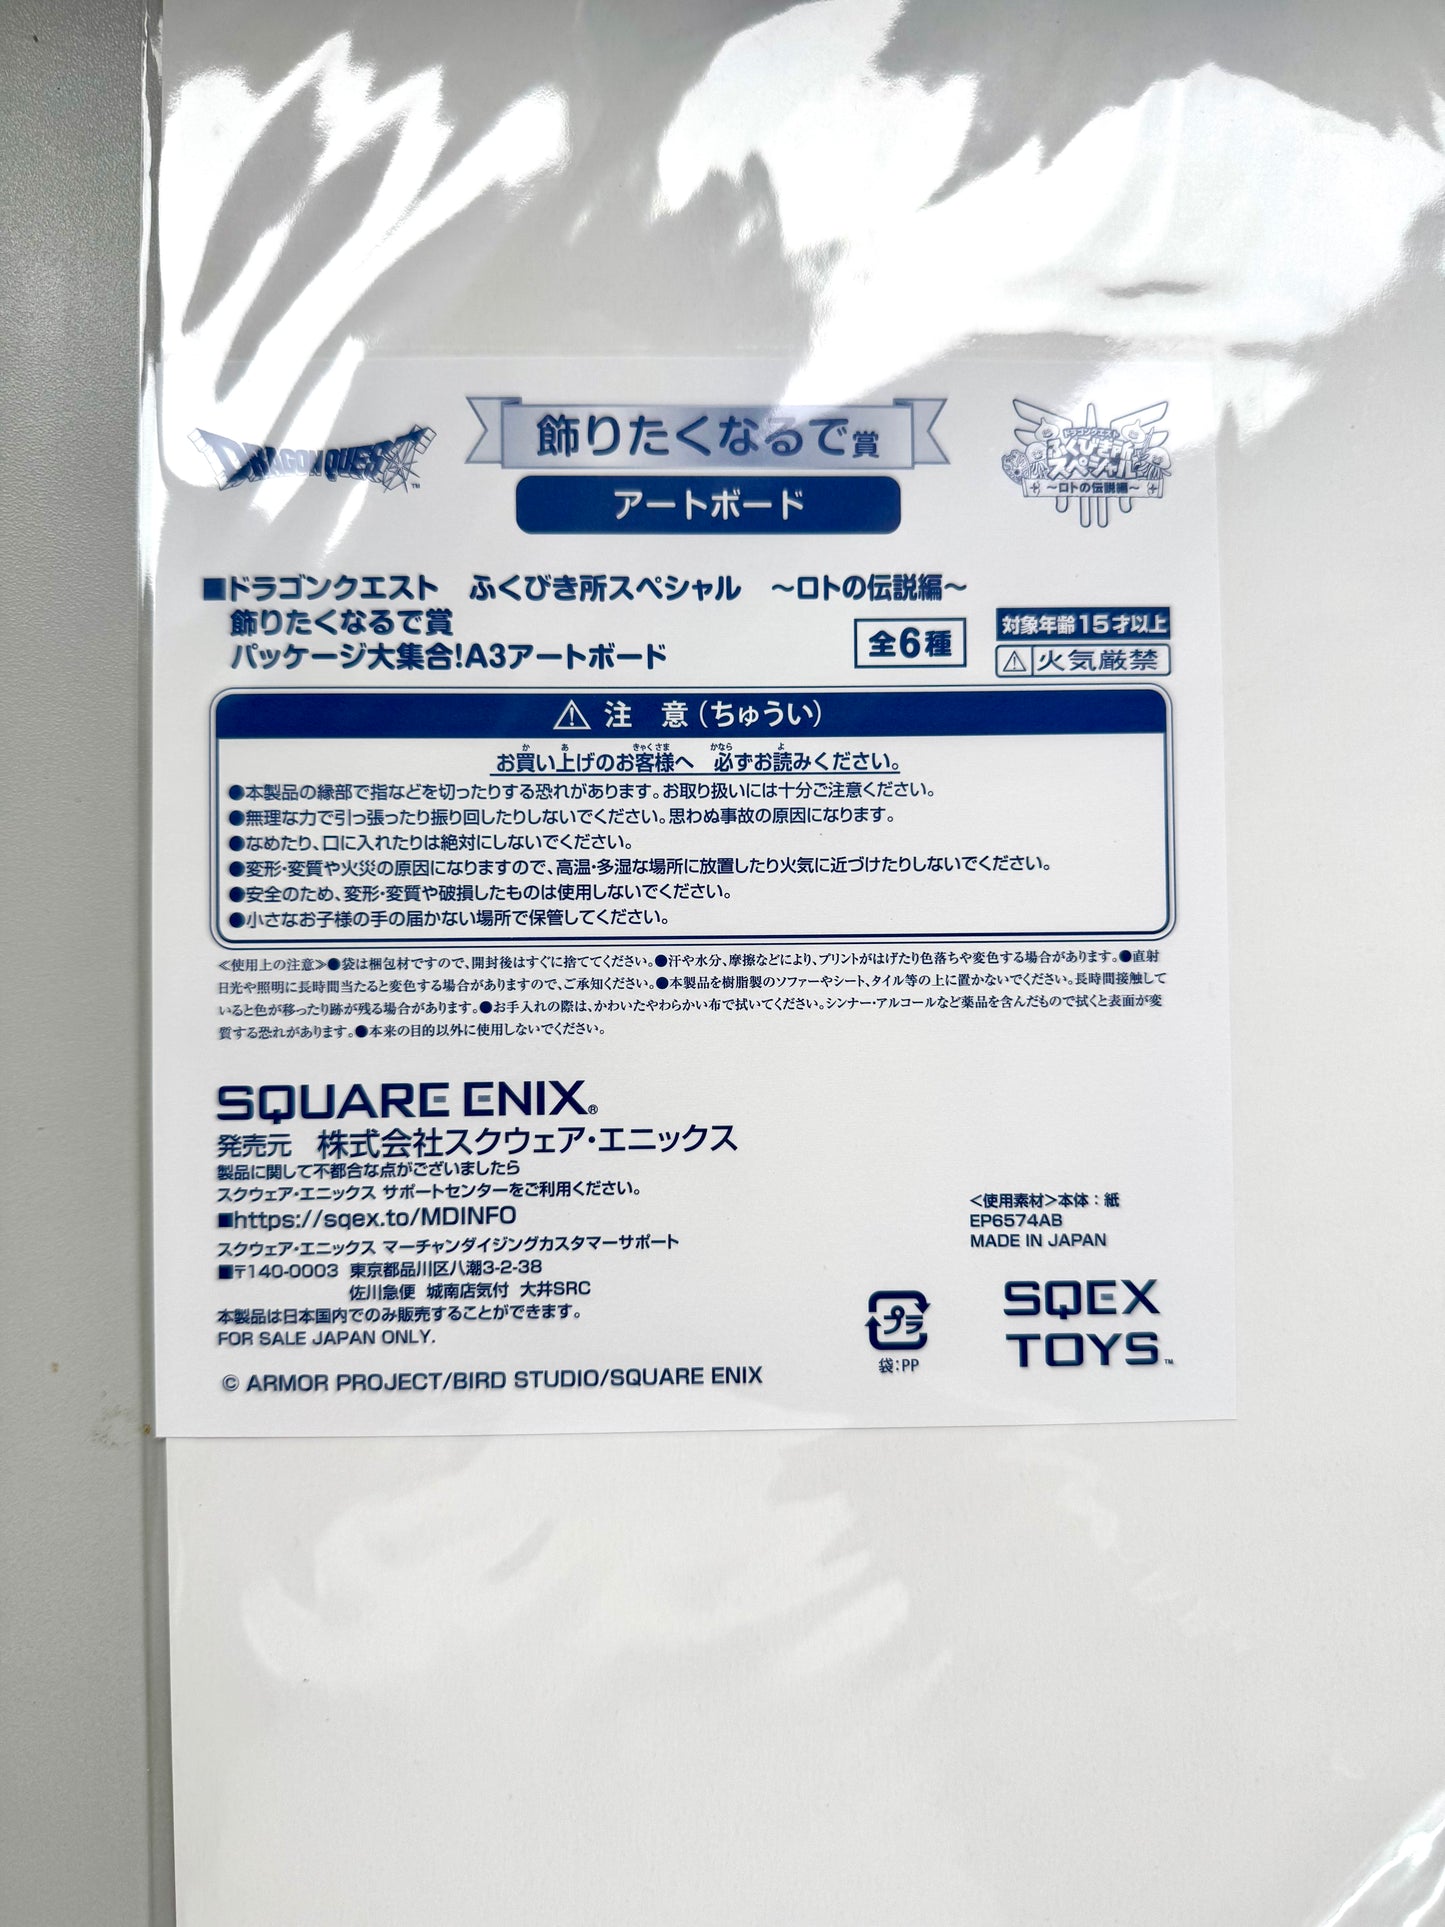 DRAGON QUEST™
飾りたくなるで賞
アートボード
ドラゴンクエスト
ふくびき所
スペシャル
～ロトの伝説編～
■ドラゴンクエスト ふくびき所スペシャル ～ロトの伝説編～
飾りたくなるで賞
パッケージ大集合!A3アートボード
全6種
対象年齢15才以上
⚠火気厳禁
⚠ 注 意(ちゅうい)
お買い上げのお客様へ 必ずお読みください。
●本製品の縁部で指などを切ったりする恐れがあります。お取り扱いには十分ご注意ください。
●無理な力で引っ張ったり振り回したりしないでください。思わぬ事故の原因になります。
●なめたり、口に入れたりは絶対にしないでください。
●変形・変質や火災の原因になりますので、高温・多湿な場所に放置したり火気に近づけたりしないでください。
●安全のため、変形・変質や破損したものは使用しないでください。
●小さなお子様の手の届かない場所で保管してください。
≪使用上の注意≫●袋は梱包材ですので、開封後はすぐに捨ててください。●汗や水分、摩擦などにより、プリントがはげたり色落ちや変色する場合があります。●直射
日光や照明に長時間当たると変色する場合がありますので、ご承知ください。●本製品を樹脂製のソファーやシート、タイル等の上に置かないでください。長時間接触して
いると色が移ったり跡が残る場合があります。●お手入れの際は、かわいたやわらかい布で拭いてください。シンナー・アルコールなど薬品を含んだもので拭くと表面が変
質する恐れがあります。●本来の目的以外に使用しないでください。
SQUARE ENIX®
発売元 株式会社スクウェア・エニックス
製品に関して不都合な点がございましたら
スクウェア・エニックス サポートセンターをご利用ください。
■https://sqex.to/MDINFO
スクウェア・エニックス マーチャンダイジングカスタマーサポート
■〒140-0003 東京都品川区八潮3-2-38
佐川急便 城南店気付 大井SRC
本製品は日本国内でのみ販売することができます。
FOR SALE JAPAN ONLY.
© ARMOR PROJECT/BIRD STUDIO/SQUARE ENIX
<使用素材>本体：紙
EP6574AB
MADE IN JAPAN
プラ
袋：PP
SQEX
TOYS™